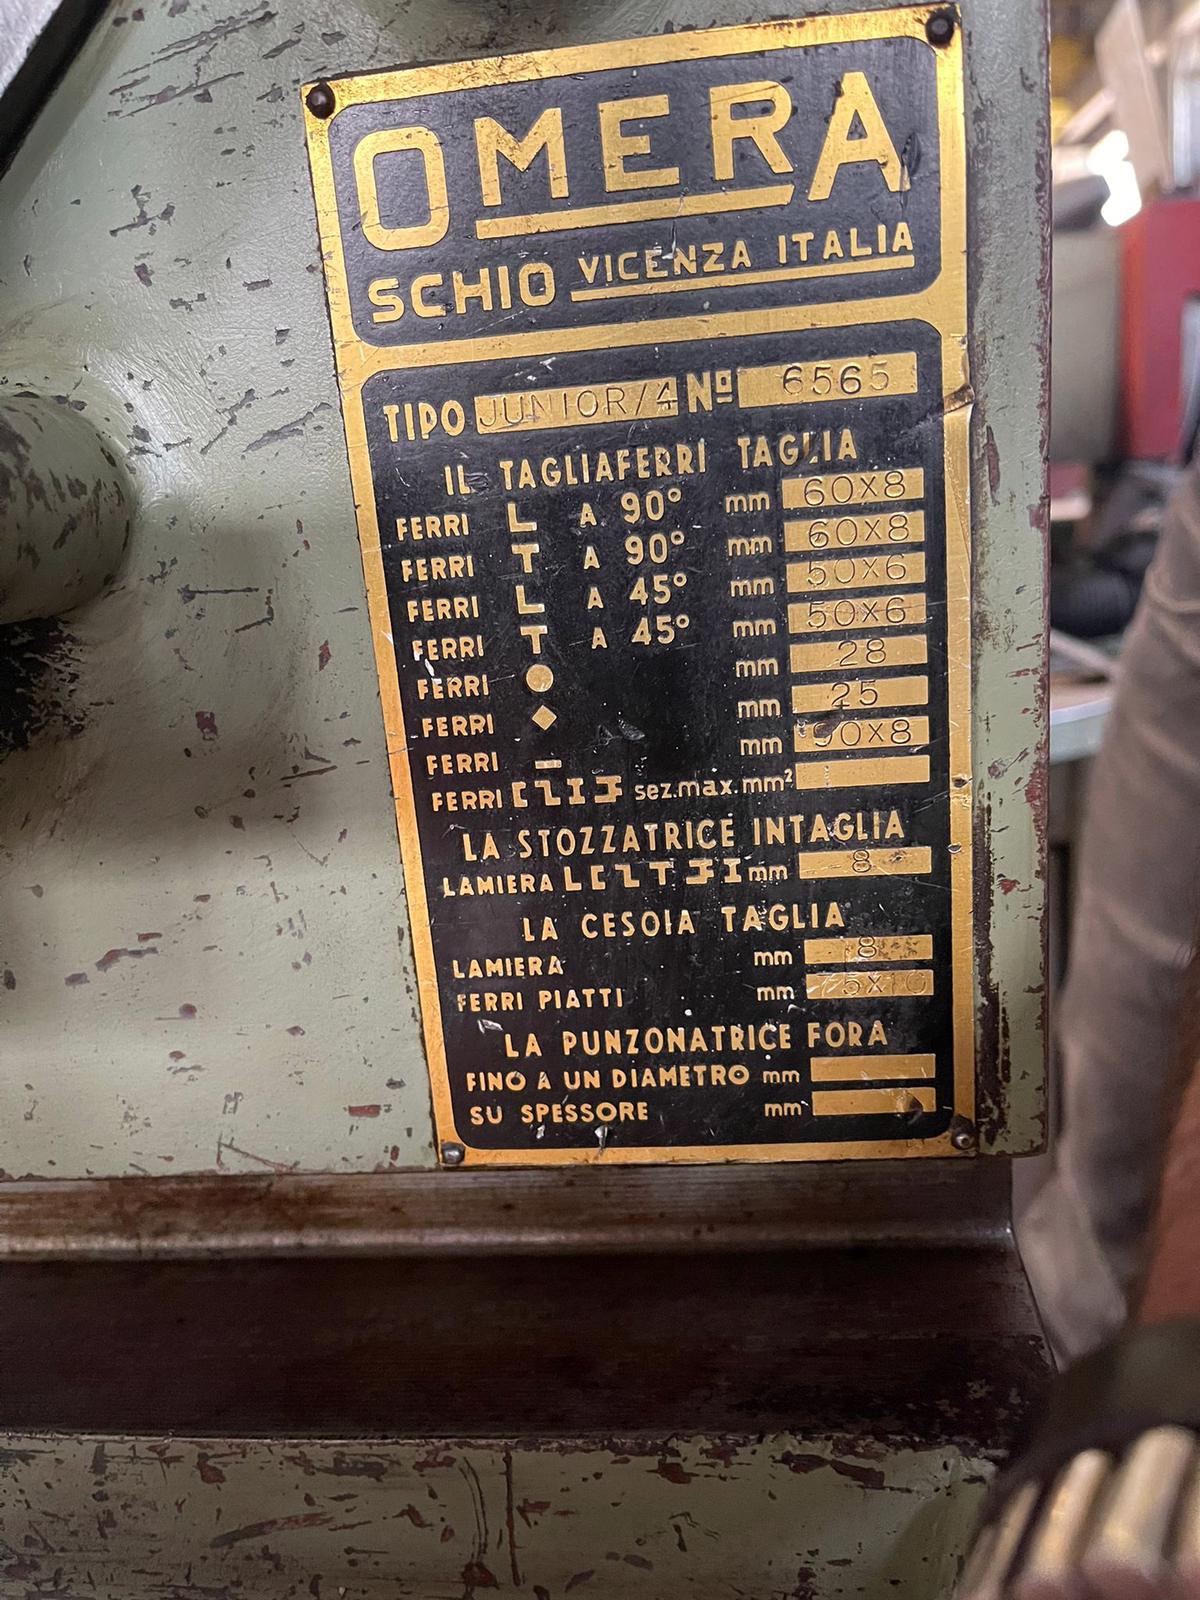 OMERA
SCHIO VICENZA ITALIA
TIPO JUNIOR/4 Nº 6565
IL TAGLIAFERRI TAGLIA
FERRI L A 90° mm 60X8
FERRI T A 90° mm 60X8
FERRI L A 45° mm 50X6
FERRI T A 45° mm 50X6
FERRI mm 28
FERRI mm 25
FERRI mm 90X8
FERRI sez.max.mm²
LA STOZZATRICE INTAGLIA
LAMIERA mm 8
LA CESOIA TAGLIA
LAMIERA mm 8
FERRI PIATTI mm 75X10
LA PUNZONATRICE FORA
FINO A UN DIAMETRO mm
SU SPESSORE mm